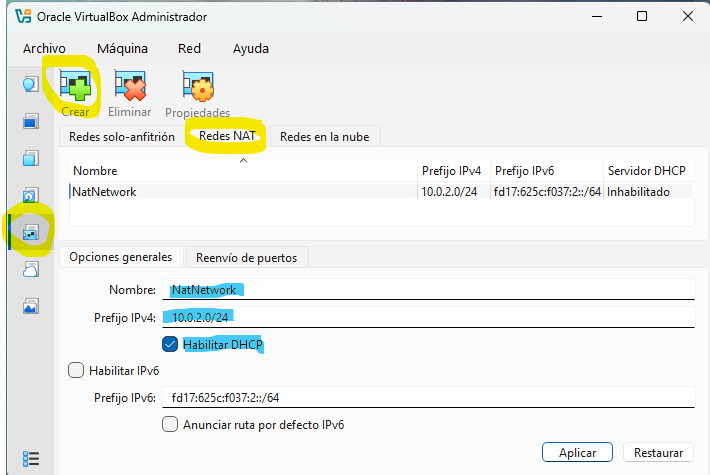 Oracle VirtualBox Administrador
Archivo Máquina Red Ayuda
Crear Eliminar Propiedades
Redes solo-anfitrión Redes NAT Redes en la nube
Nombre Prefijo IPv4 Prefijo IPv6 Servidor DHCP
NatNetwork 10.0.2.0/24 fd17:625c:f037:2::/64 Inhabilitado
Opciones generales Reenvío de puertos
Nombre: NatNetwork
Prefijo IPv4: 10.0.2.0/24
Habilitar DHCP
Habilitar IPv6
Prefijo IPv6: fd17:625c:f037:2::/64
Anunciar ruta por defecto IPv6
Aplicar Restaurar